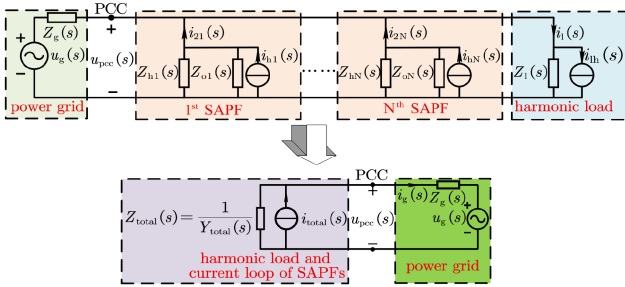 PCC
Z_g(s)
+
u_g(s)
−
+
u_pcc(s)
−
power grid
i_21(s)
Z_h1(s)
Z_o1(s)
i_h1(s)
1st SAPF
......
i_2N(s)
Z_hN(s)
Z_oN(s)
i_hN(s)
Nth SAPF
i_l(s)
i_lh(s)
Z_l(s)
harmonic load
PCC
Z_total(s) = 1/Y_total(s)
i_total(s)
+
u_pcc(s)
−
i_g(s)
Z_g(s)
+
u_g(s)
−
harmonic load and
current loop of SAPFs
power grid